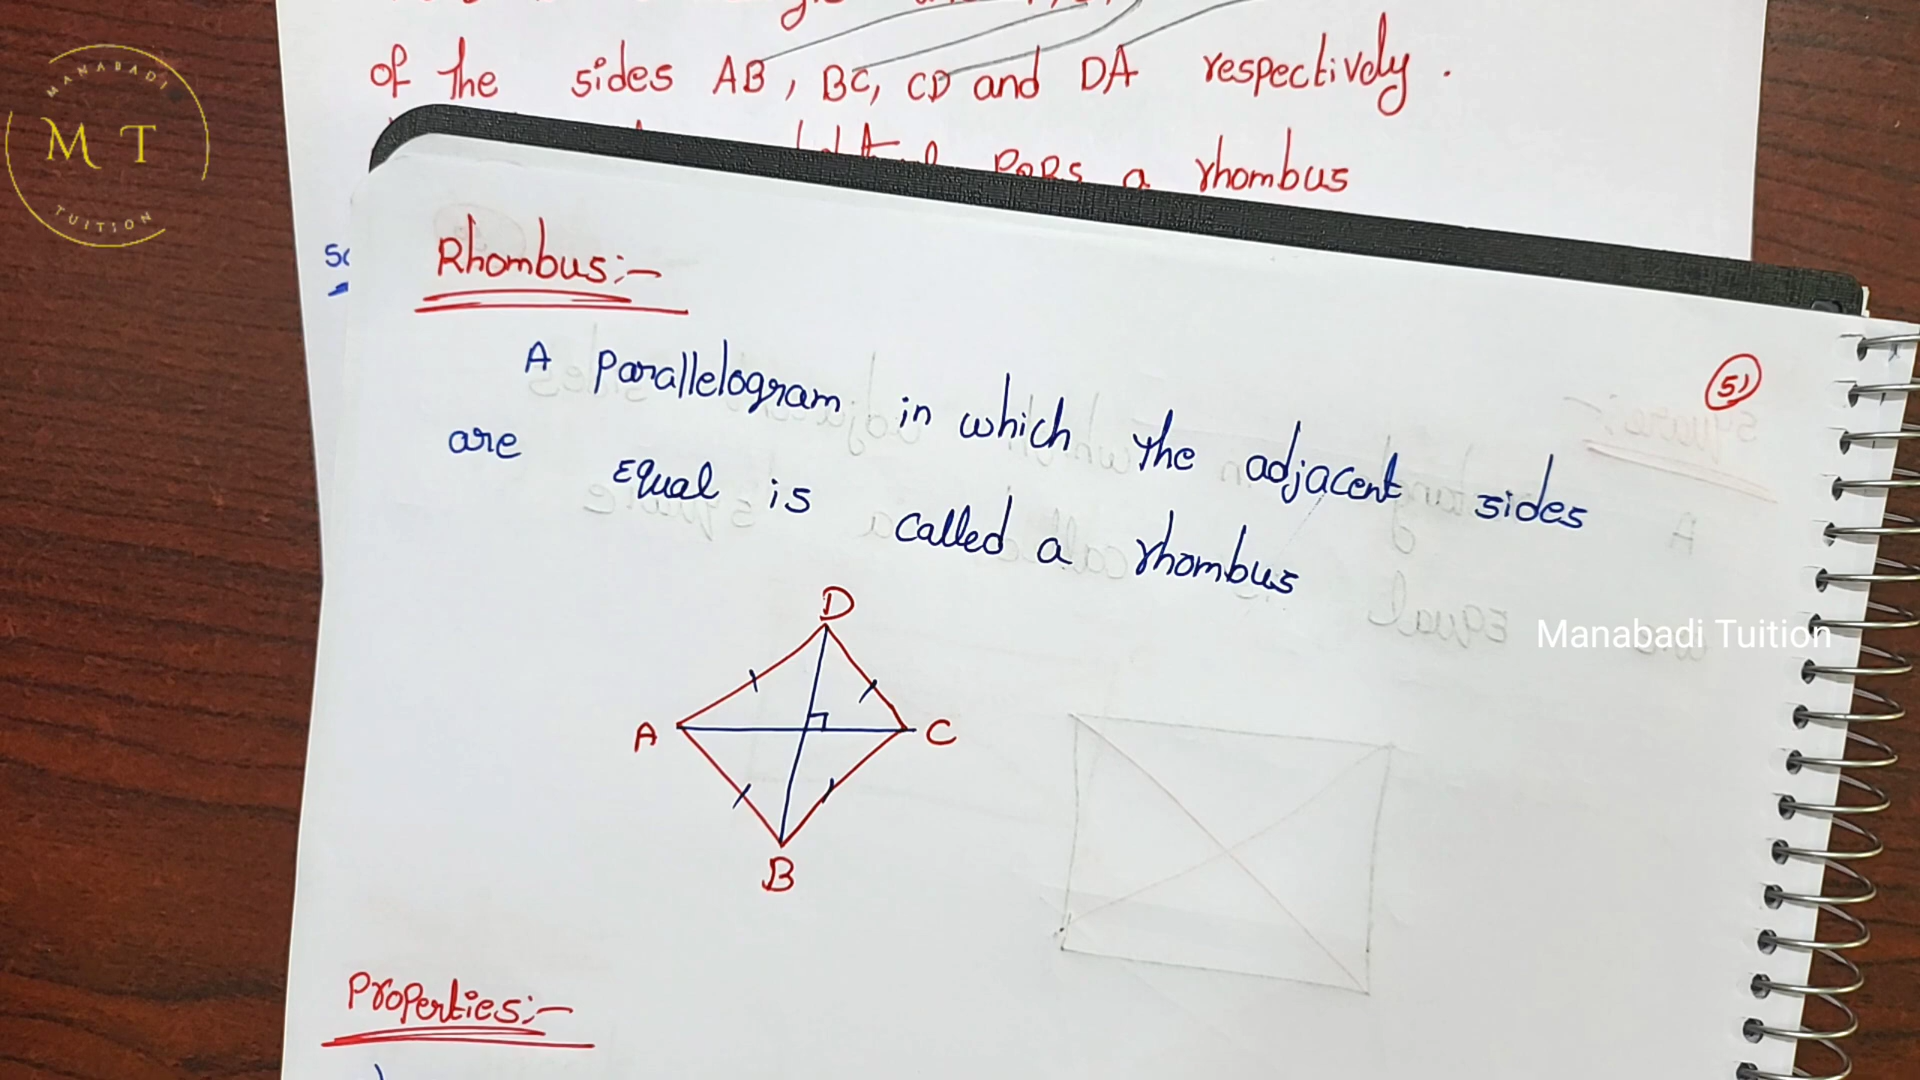 MANABADI
M T
TUITION
of the sides AB, BC, CD and DA respectively.
PQRS a rhombus
Rhombus:-
51
A Parallelogram in which the adjacent sides
are Equal is called a rhombus
D
A
C
B
Manabadi Tuition
Properties:-